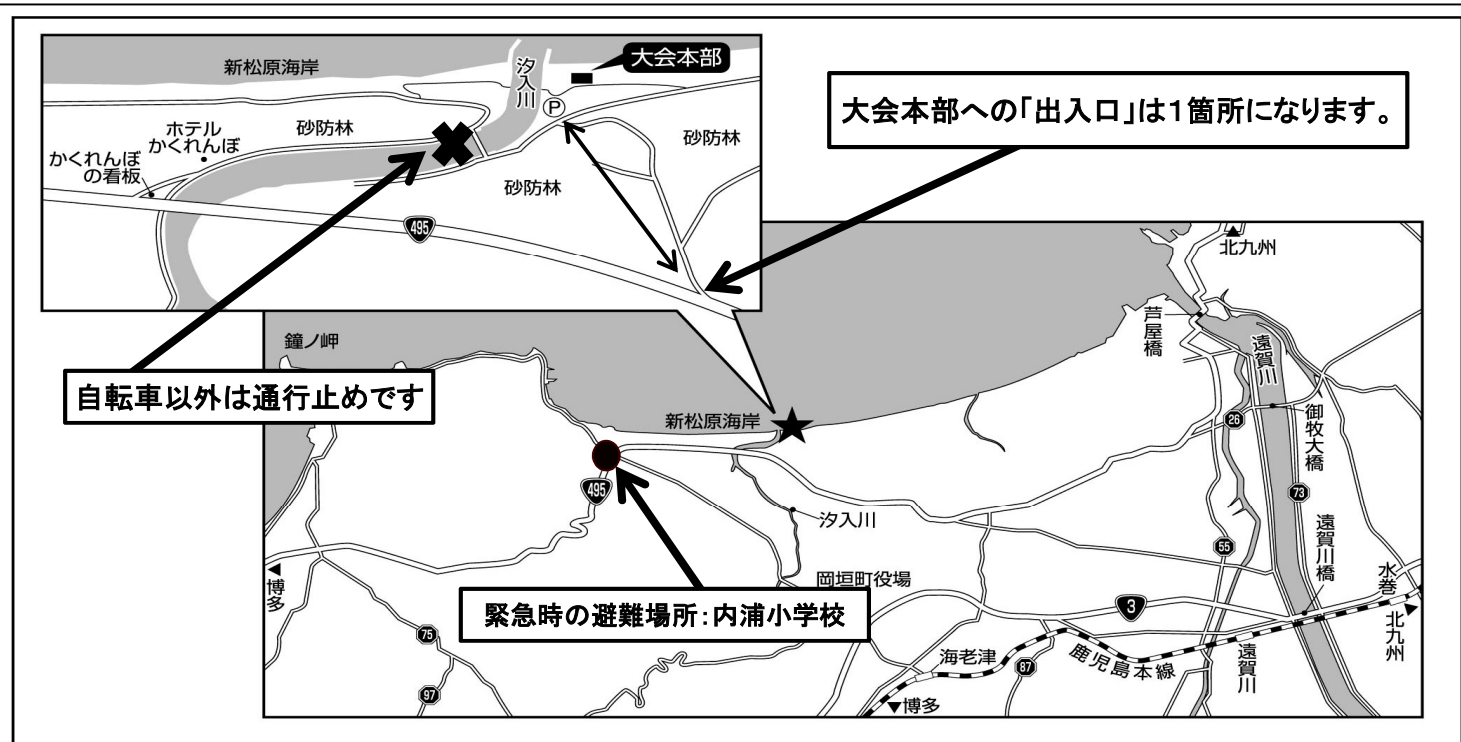 新松原海岸
汐入川
大会本部
P
ホテル
かくれんぼ
砂防林
砂防林
かくれんぼ
の看板
砂防林
495
大会本部への「出入口」は1箇所になります。
自転車以外は通行止めです
北九州
芦屋橋
遠賀川
鐘ノ岬
新松原海岸
26
御牧大橋
495
73
汐入川
55
遠賀川橋
博多
岡垣町役場
水巻
緊急時の避難場所:内浦小学校
3
北九州
75
海老津
87
鹿児島本線
遠賀川
97
博多